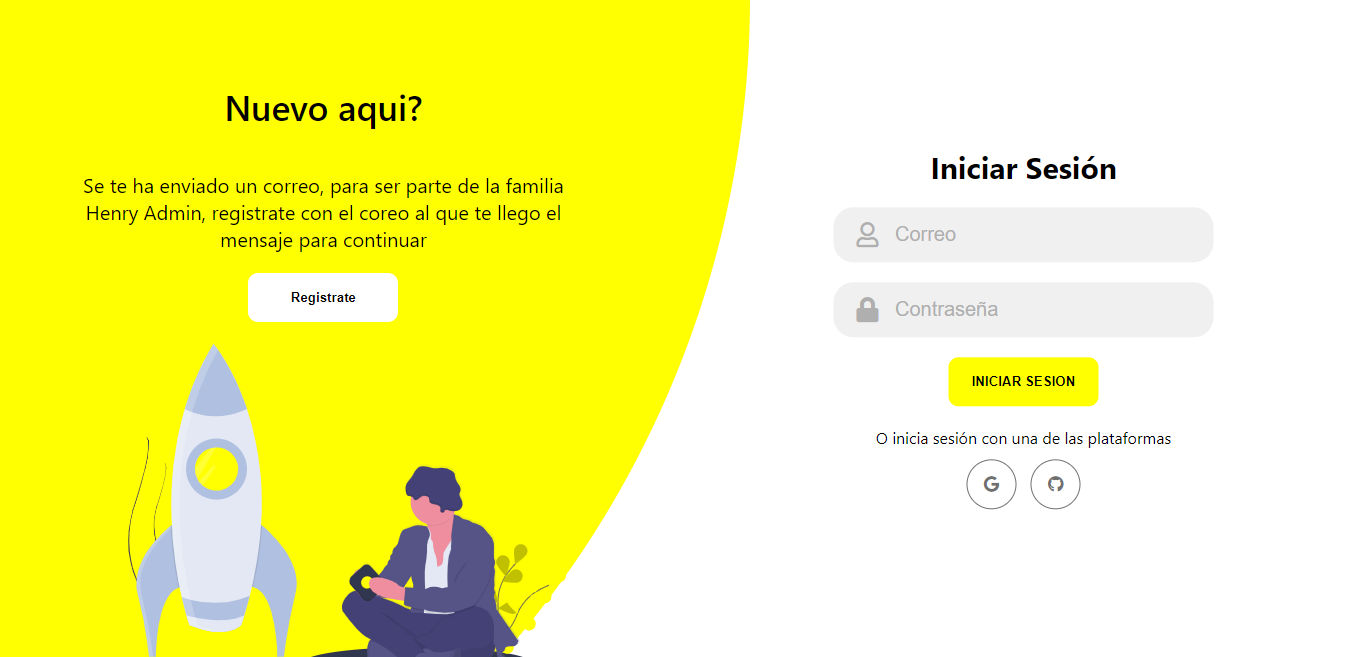 Nuevo aqui?
Se te ha enviado un correo, para ser parte de la familia
Henry Admin, registrate con el coreo al que te llego el
mensaje para continuar
Registrate
Iniciar Sesión
Correo
Contraseña
INICIAR SESION
O inicia sesión con una de las plataformas
G